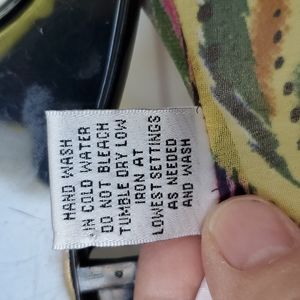 HAND WASH
IN COLD WATER
DO NOT BLEACH
TUMBLE DRY LOW
IRON AT
LOWEST SETTINGS
AS NEEDED
AND WASH